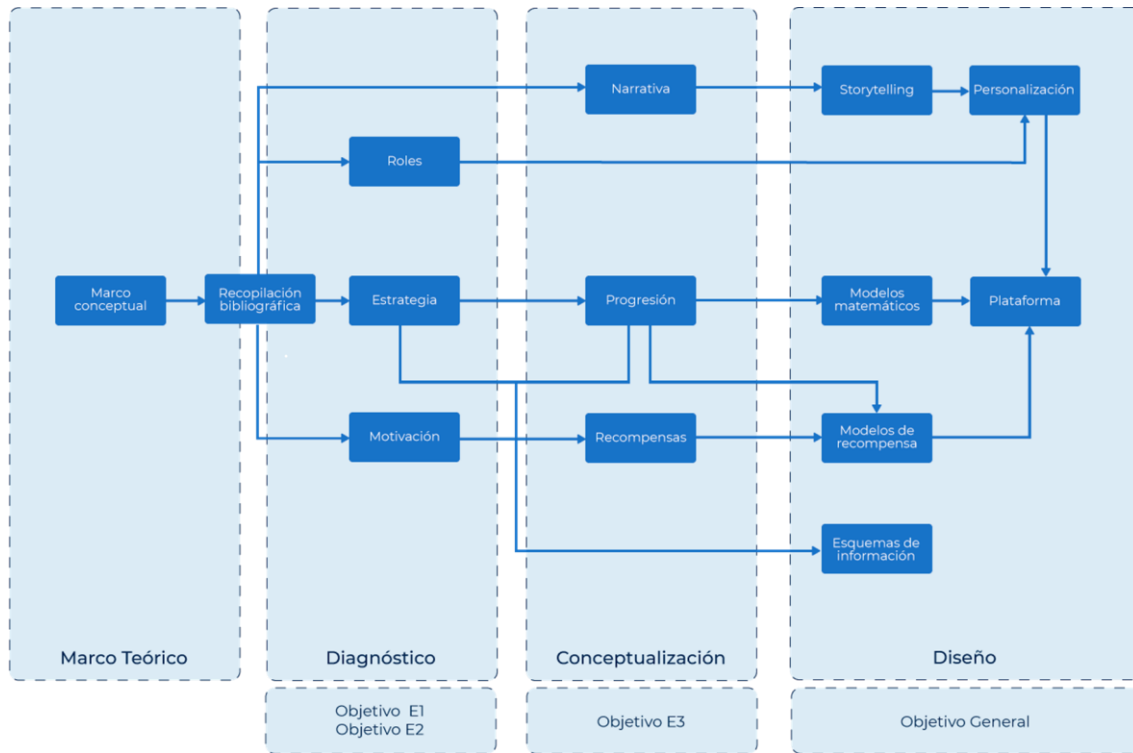 Narrativa
Storytelling
Personalización
Roles
Marco
conceptual
Recopilación
bibliográfica
Estrategia
Progresión
Modelos
matemáticos
Plataforma
Motivación
Recompensas
Modelos de
recompensa
Esquemas de
información
Marco Teórico
Diagnóstico
Conceptualización
Diseño
Objetivo E1
Objetivo E2
Objetivo E3
Objetivo General